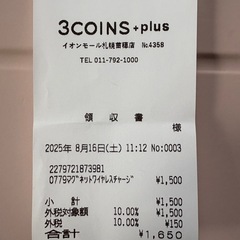 3COINS +plus
イオンモール札幌苗穂店 No4358
TEL 011-792-1000
領収書
様
2025年 8月16日(土) 11:12 No:0003
2279721873981
0779マグネットワイヤレスチャージ ¥1,500
小 計 ¥1,500
外税対象額 10.00% ¥1,500
外税 10.00% ¥150
合計 ¥1,650